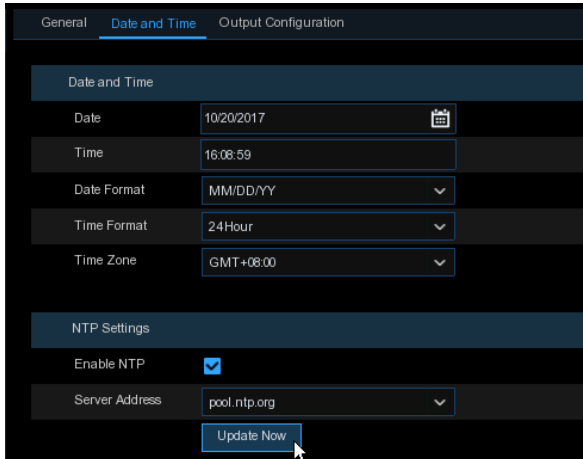 General Date and Time Output Configuration
Date and Time
Date 10/20/2017
Time 16:08:59
Date Format MM/DD/YY
Time Format 24Hour
Time Zone GMT+08:00
NTP Settings
Enable NTP
Server Address pool.ntp.org
Update Now